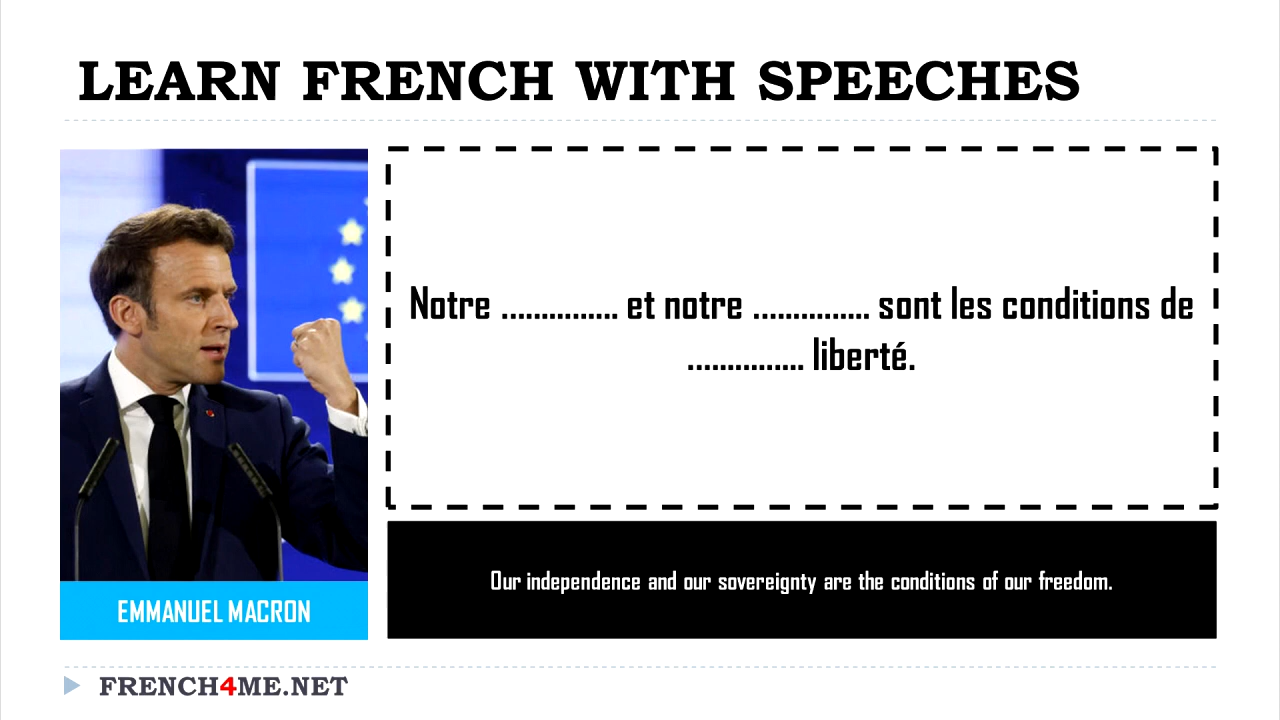 LEARN FRENCH WITH SPEECHES
Notre ............... et notre ............... sont les conditions de
............... liberté.
Our independence and our sovereignty are the conditions of our freedom.
EMMANUEL MACRON
FRENCH4ME.NET